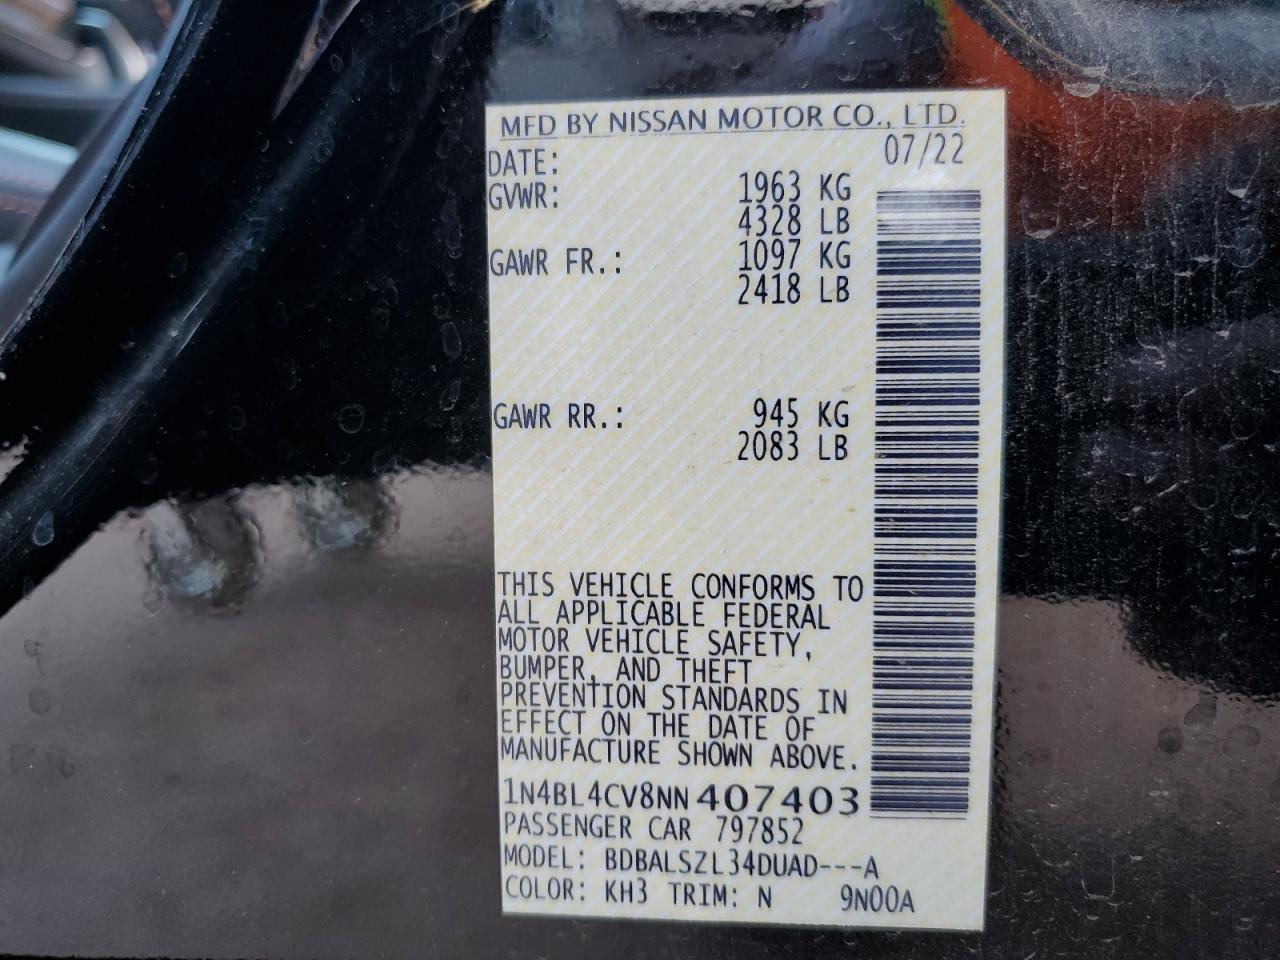 MFD BY NISSAN MOTOR CO., LTD.
DATE: 07/22
GVWR: 1963 KG
4328 LB
GAWR FR.: 1097 KG
2418 LB
GAWR RR.: 945 KG
2083 LB
THIS VEHICLE CONFORMS TO
ALL APPLICABLE FEDERAL
MOTOR VEHICLE SAFETY,
BUMPER, AND THEFT
PREVENTION STANDARDS IN
EFFECT ON THE DATE OF
MANUFACTURE SHOWN ABOVE.
1N4BL4CV8NN407403
PASSENGER CAR 797852
MODEL: BDBALSZL34DUAD---A
COLOR: KH3 TRIM: N 9N00A